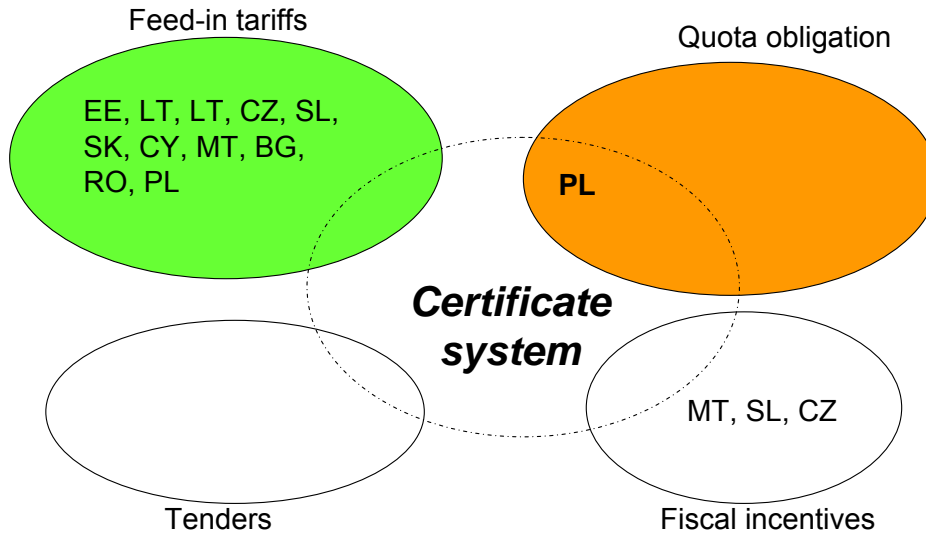 Feed-in tariffs
Quota obligation
EE, LT, LT, CZ, SL,
SK, CY, MT, BG,
RO, PL
PL
Certificate
system
MT, SL, CZ
Tenders
Fiscal incentives